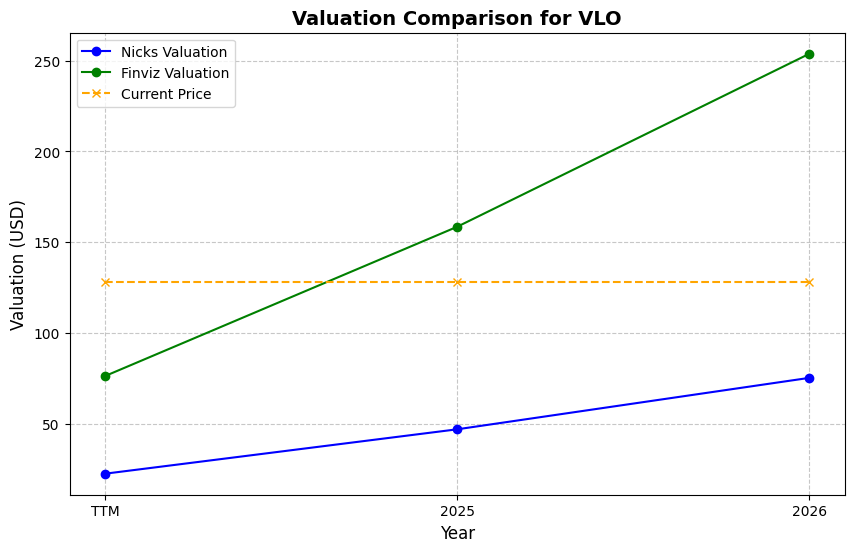 Valuation Comparison for VLO
Nicks Valuation
Finviz Valuation
Current Price
Valuation (USD)
250
200
150
100
50
TTM
2025
2026
Year